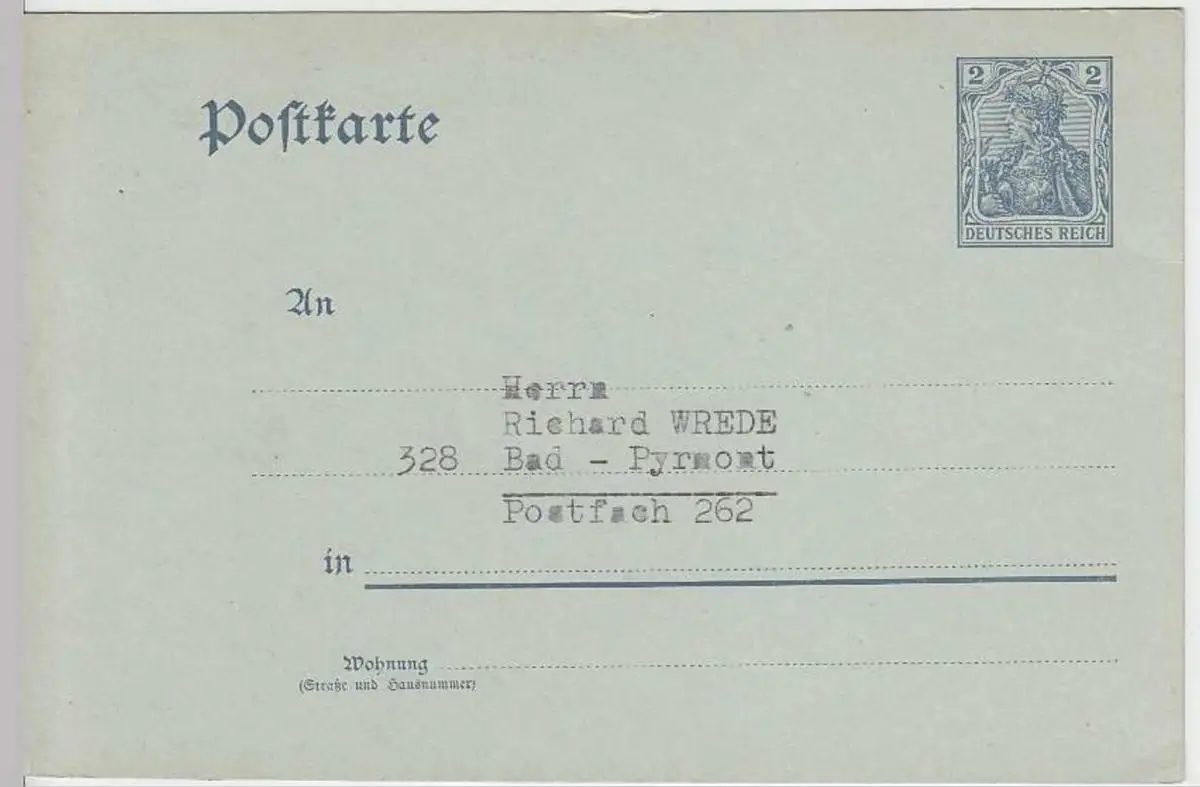 2 2
Postkarte
DEUTSCHES REICH
An
Herrn
Richard WREDE
328 Bad - Pyrmont
Postfach 262
in
Wohnung
(Straße und Hausnummer)